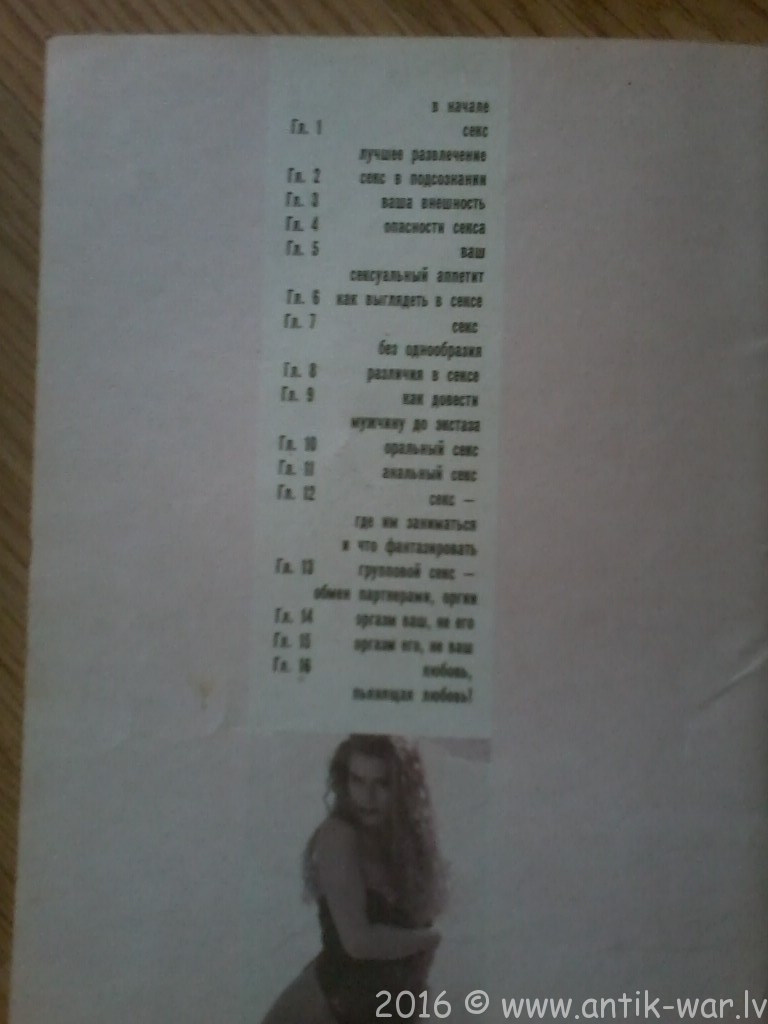 в начале
Гл. 1 секс
лучшее развлечение
Гл. 2 секс в подсознании
Гл. 3 ваша внешность
Гл. 4 опасности секса
Гл. 5 ваш
сексуальный аппетит
Гл. 6 как выглядеть в сексе
Гл. 7 секс
без однообразия
Гл. 8 различия в сексе
Гл. 9 как довести
мужчину до экстаза
Гл. 10 оральный секс
Гл. 11 анальный секс
Гл. 12 секс –
где им заниматься
и что фантазировать
Гл. 13 групповой секс –
обмен партнерами, оргии
Гл. 14 оргазм ваш, не его
Гл. 15 оргазм его, не ваш
Гл. 16 любовь,
пьянящая любовь!
2016 © www.antik-war.lv